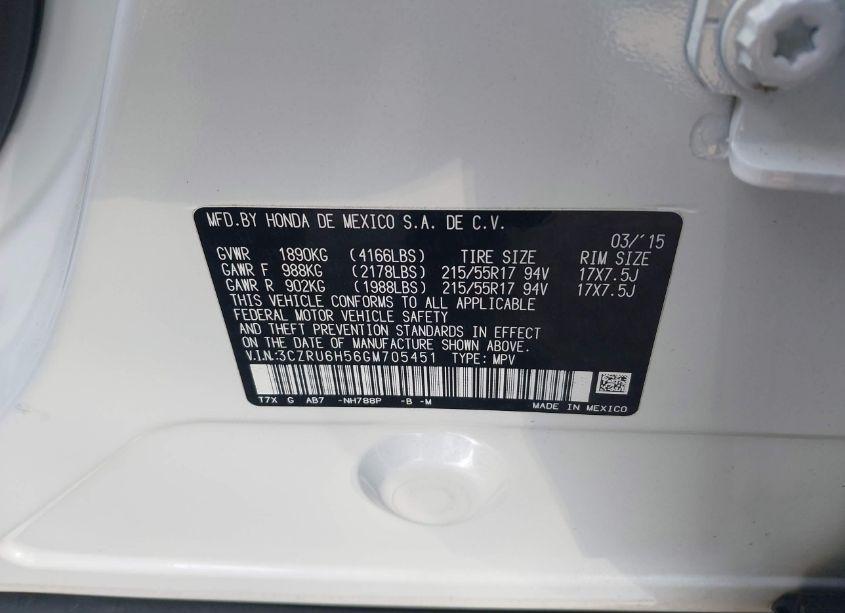 MFD.BY HONDA DE MEXICO S.A. DE C.V.
03/'15
GVWR 1890KG (4166LBS) TIRE SIZE RIM SIZE
GAWR F 988KG (2178LBS) 215/55R17 94V 17X7.5J
GAWR R 902KG (1988LBS) 215/55R17 94V 17X7.5J
THIS VEHICLE CONFORMS TO ALL APPLICABLE
FEDERAL MOTOR VEHICLE SAFETY
AND THEFT PREVENTION STANDARDS IN EFFECT
ON THE DATE OF MANUFACTURE SHOWN ABOVE.
V.I.N.:3CZRU6H56GM705451 TYPE: MPV
T7X G AB7 -NH788P -B -M
MADE IN MEXICO